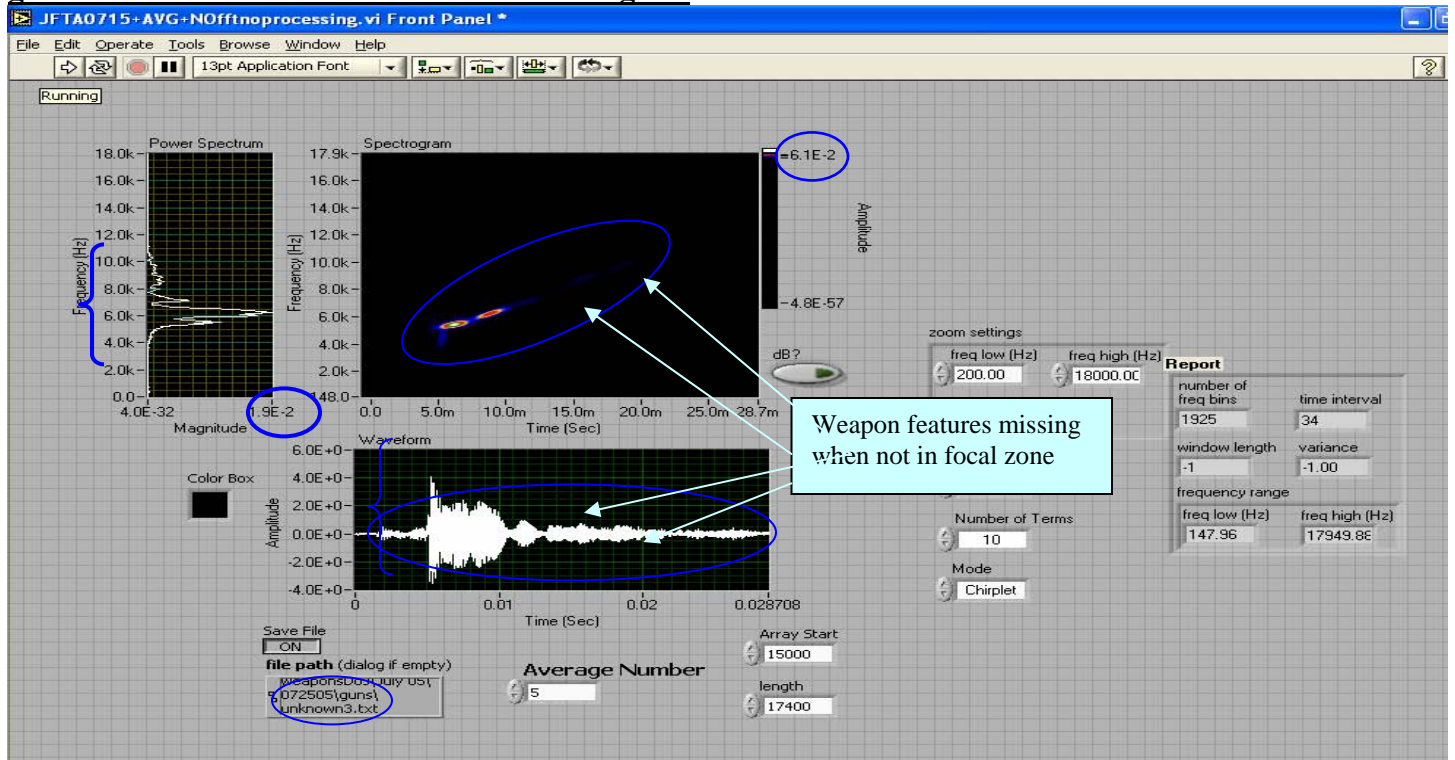 JFTA0715+AVG+NOfftnoprocessing.vi Front Panel *
File Edit Operate Tools Browse Window Help
13pt Application Font
Running
Power Spectrum
18.0k
16.0k
14.0k
12.0k
10.0k
8.0k
6.0k
4.0k
2.0k
0.0
Frequency (Hz)
4.0E-32
1.9E-2
Magnitude
Spectrogram
17.9k
16.0k
14.0k
12.0k
10.0k
8.0k
6.0k
4.0k
2.0k
148.0
Frequency (Hz)
0.0 5.0m 10.0m 15.0m 20.0m 25.0m 28.7m
Time (Sec)
=6.1E-2
-4.8E-57
Amplitude
dB?
Weapon features missing
when not in focal zone
Color Box
Waveform
6.0E+0
4.0E+0
2.0E+0
0.0E+0
-2.0E+0
-4.0E+0
Amplitude
0 0.01 0.02 0.028708
Time (Sec)
zoom settings
freq low (Hz) freq high (Hz)
200.00 18000.00
Number of Terms
10
Mode
Chirplet
Report
number of
freq bins time interval
1925 34
window length variance
-1 -1.00
frequency range
freq low (Hz) freq high (Hz)
147.96 17949.88
Save File
ON
file path (dialog if empty)
072505\guns\
unknown3.txt
Average Number
5
Array Start
15000
length
17400